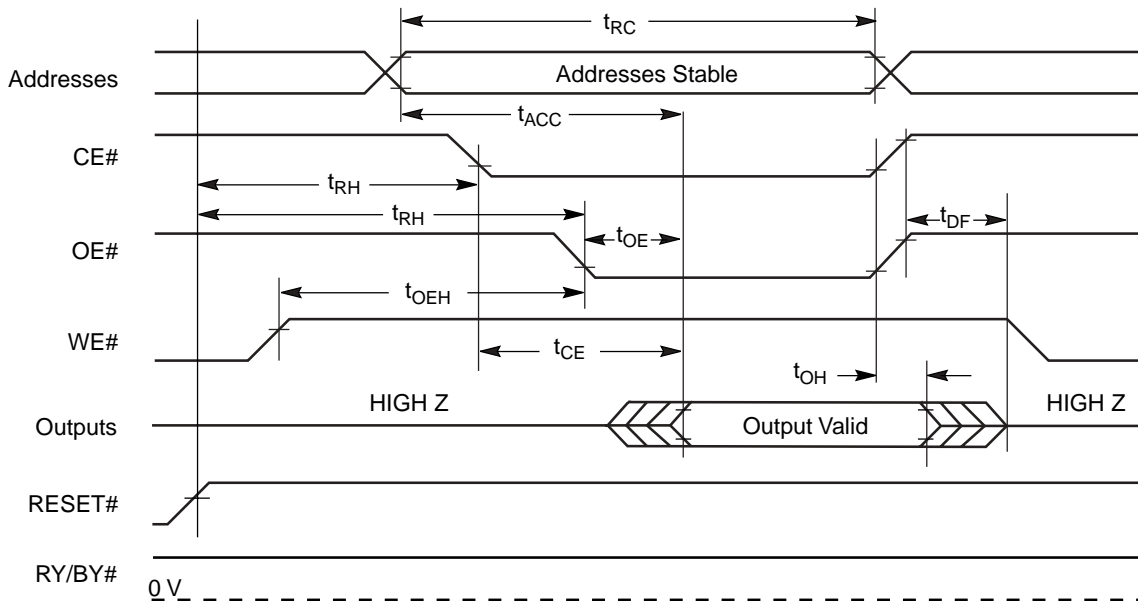 tRC
Addresses
Addresses Stable
tACC
CE#
tRH
tRH
tDF
OE#
tOE
tOEH
WE#
tCE
tOH
HIGH Z
HIGH Z
Outputs
Output Valid
RESET#
RY/BY#
0 V